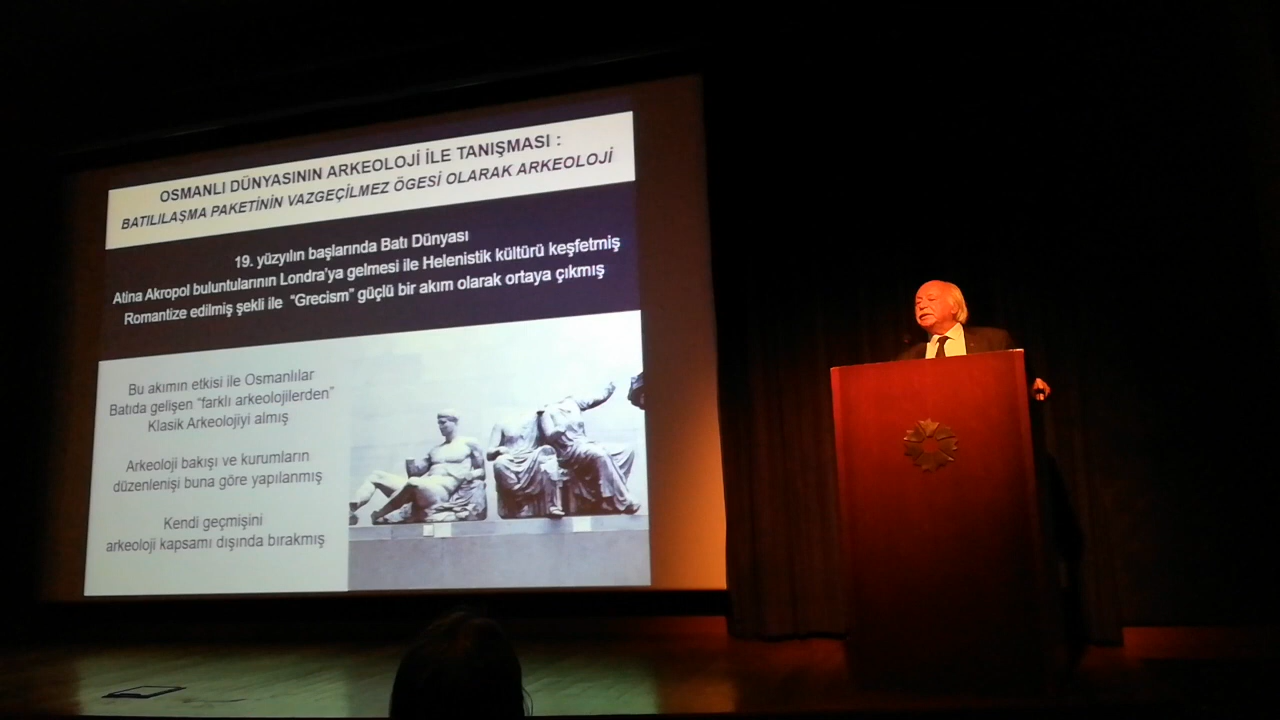 OSMANLI DÜNYASININ ARKEOLOJİ İLE TANIŞMASI :
BATILILAŞMA PAKETİNİN VAZGEÇİLMEZ ÖGESİ OLARAK ARKEOLOJİ
19. yüzyılın başlarında Batı Dünyası
Atina Akropol buluntularının Londra'ya gelmesi ile Helenistik kültürü keşfetmiş
Romantize edilmiş şekli ile "Grecism" güçlü bir akım olarak ortaya çıkmış
Bu akımın etkisi ile Osmanlılar
Batıda gelişen "farklı arkeolojilerden"
Klasik Arkeolojiyi almış
Arkeoloji bakışı ve kurumların
düzenlenişi buna göre yapılanmış
Kendi geçmişini
arkeoloji kapsamı dışında bırakmış